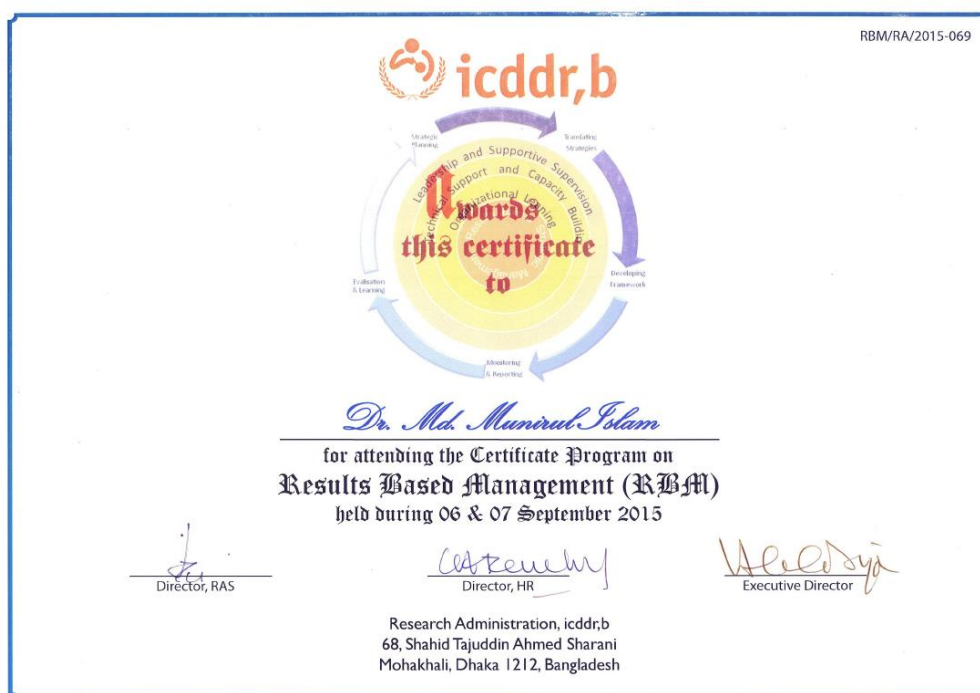 RBM/RA/2015-069
icddr,b
Strategic
Planning
Translating
Strategies
Leadership and Supportive Supervision
Technical Support and Capacity Building
Organizational Learning
Awards
this certificate
to
Evaluation
& Learning
Developing
Framework
Monitoring
& Reporting
Dr. Md. Munirul Islam
for attending the Certificate Program on
Results Based Management (RBM)
held during 06 & 07 September 2015
Director, RAS
Director, HR
Executive Director
Research Administration, icddr,b
68, Shahid Tajuddin Ahmed Sharani
Mohakhali, Dhaka 1212, Bangladesh